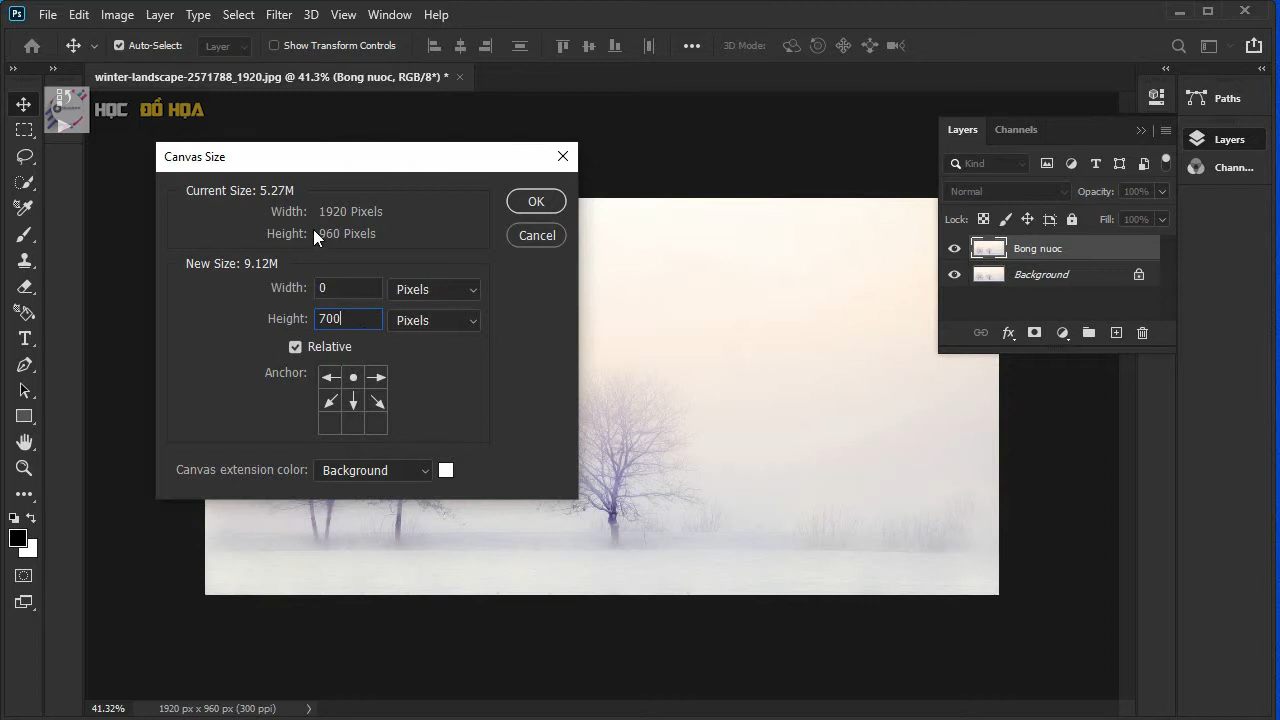 Ps File Edit Image Layer Type Select Filter 3D View Window Help
Auto-Select: Layer Show Transform Controls 3D Mode:
winter-landscape-2571788_1920.jpg @ 41.3% (Bong nuoc, RGB/8*) *
HỌC ĐỒ HỌA
Canvas Size
Current Size: 5.27M
Width: 1920 Pixels
Height: 960 Pixels
OK
Cancel
New Size: 9.12M
Width: 0 Pixels
Height: 700 Pixels
Relative
Anchor:
Canvas extension color: Background
Layers Channels
Kind
Normal Opacity: 100%
Lock: Fill: 100%
Bong nuoc
Background
fx
Paths
Layers
Chann...
41.32% 1920 px x 960 px (300 ppi)